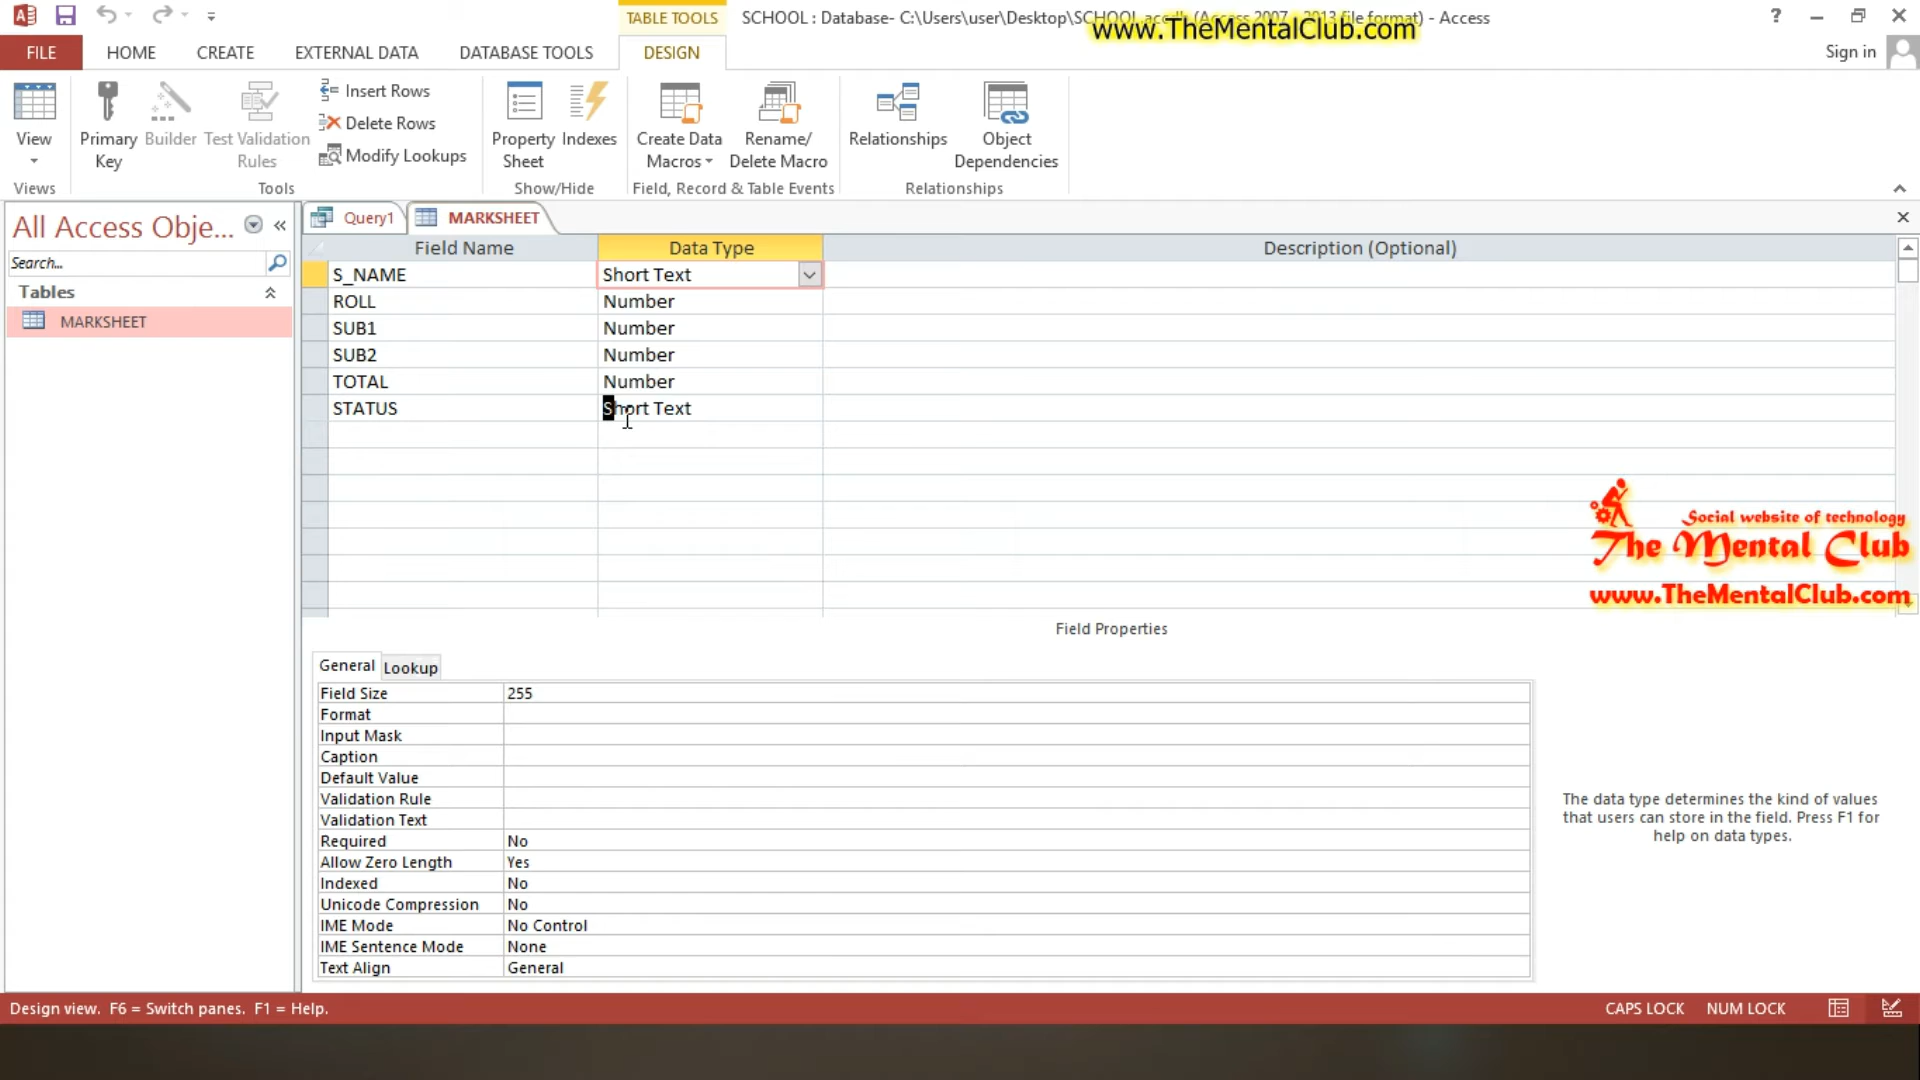 TABLE TOOLS
SCHOOL : Database- C:\Users\user\Desktop\SCHOOL.accdb (Access 2007 - 2013 file format) - Access
www.TheMentalClub.com
?
FILE
HOME
CREATE
EXTERNAL DATA
DATABASE TOOLS
DESIGN
Sign in
View
Primary Key
Builder
Test Validation Rules
Insert Rows
Delete Rows
Modify Lookups
Property Sheet
Indexes
Create Data Macros
Rename/ Delete Macro
Relationships
Object Dependencies
Views
Tools
Show/Hide
Field, Record & Table Events
Relationships
All Access Obje...
Search...
Tables
MARKSHEET
Query1
MARKSHEET
Field Name Data Type Description (Optional)
S_NAME Short Text
ROLL Number
SUB1 Number
SUB2 Number
TOTAL Number
STATUS Short Text
Social website of technology
The Mental Club
www.TheMentalClub.com
Field Properties
General Lookup
Field Size 255
Format
Input Mask
Caption
Default Value
Validation Rule
Validation Text
Required No
Allow Zero Length Yes
Indexed No
Unicode Compression No
IME Mode No Control
IME Sentence Mode None
Text Align General
The data type determines the kind of values
that users can store in the field. Press F1 for
help on data types.
Design view. F6 = Switch panes. F1 = Help.
CAPS LOCK NUM LOCK